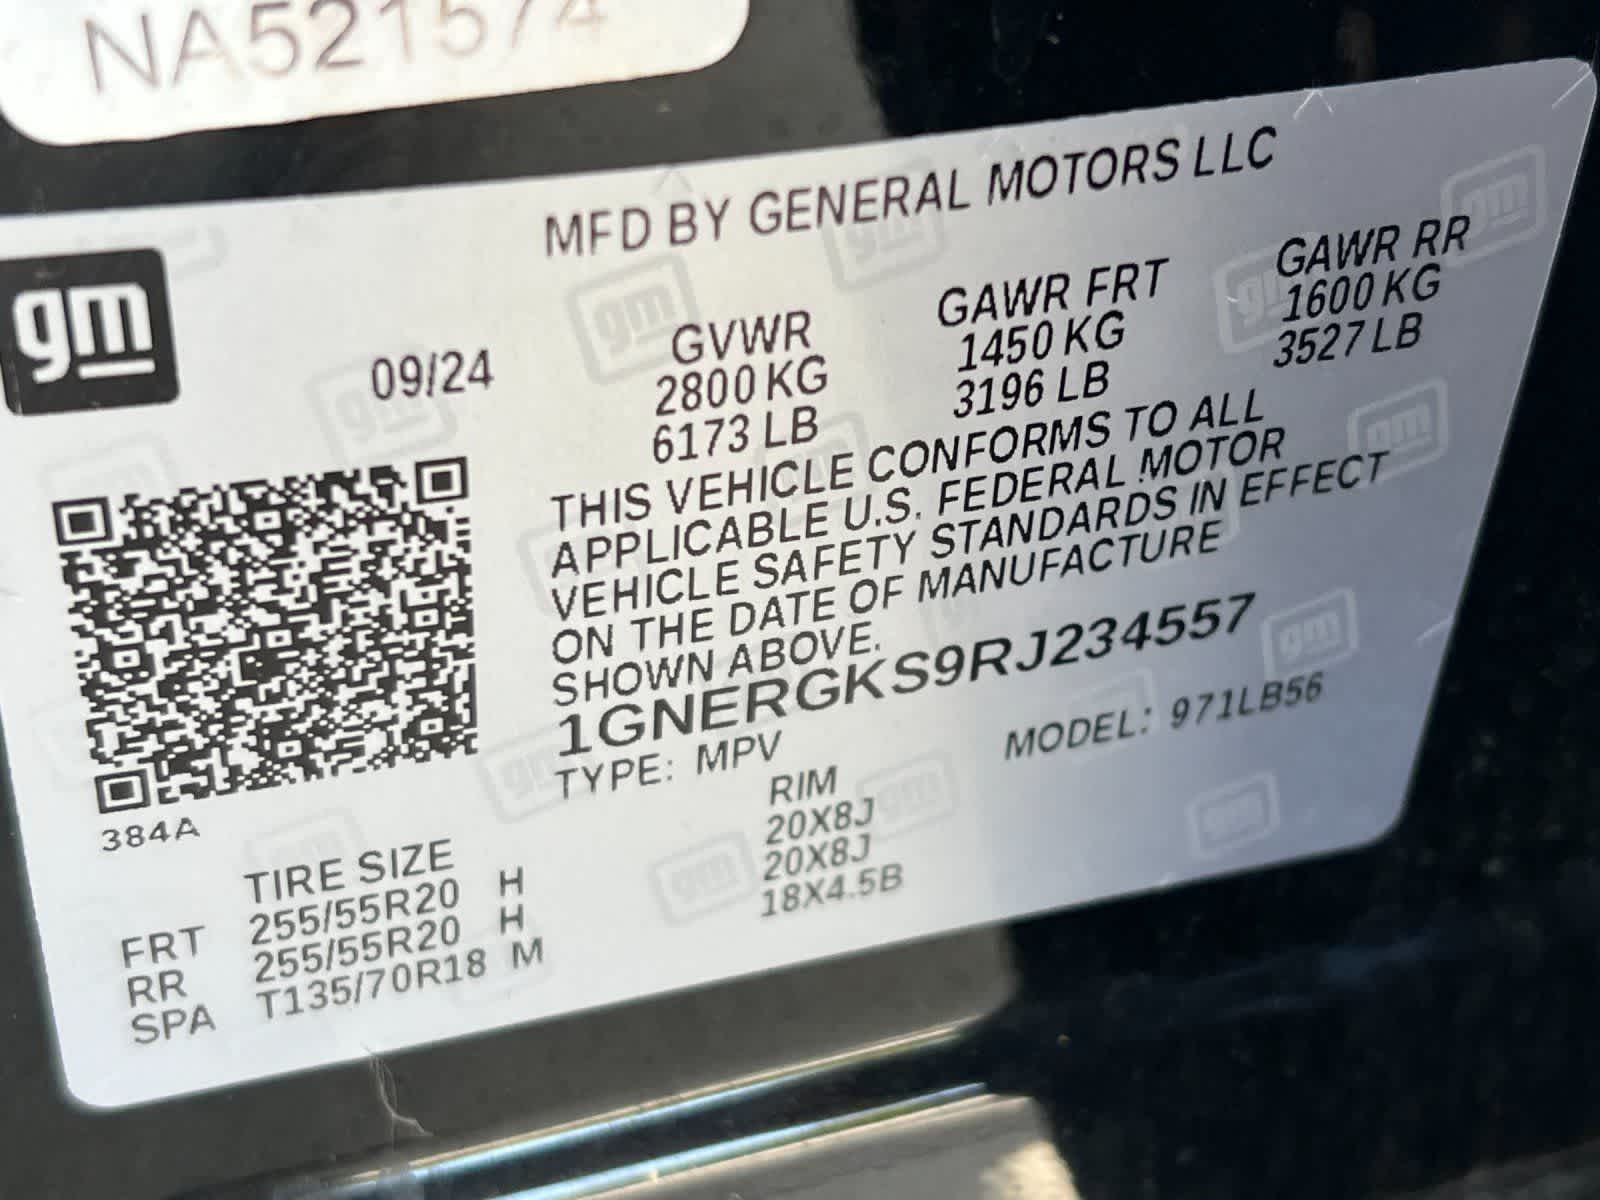 NA521574
MFD BY GENERAL MOTORS LLC
gm
09/24
GVWR
2800 KG
6173 LB
GAWR FRT
1450 KG
3196 LB
GAWR RR
1600 KG
3527 LB
THIS VEHICLE CONFORMS TO ALL
APPLICABLE U.S. FEDERAL MOTOR
VEHICLE SAFETY STANDARDS IN EFFECT
ON THE DATE OF MANUFACTURE
SHOWN ABOVE.
1GNERGKS9RJ234557
TYPE: MPV
MODEL: 971LB56
384A
TIRE SIZE
RIM
FRT 255/55R20 H 20X8J
RR 255/55R20 H 20X8J
SPA T135/70R18 M 18X4.5B